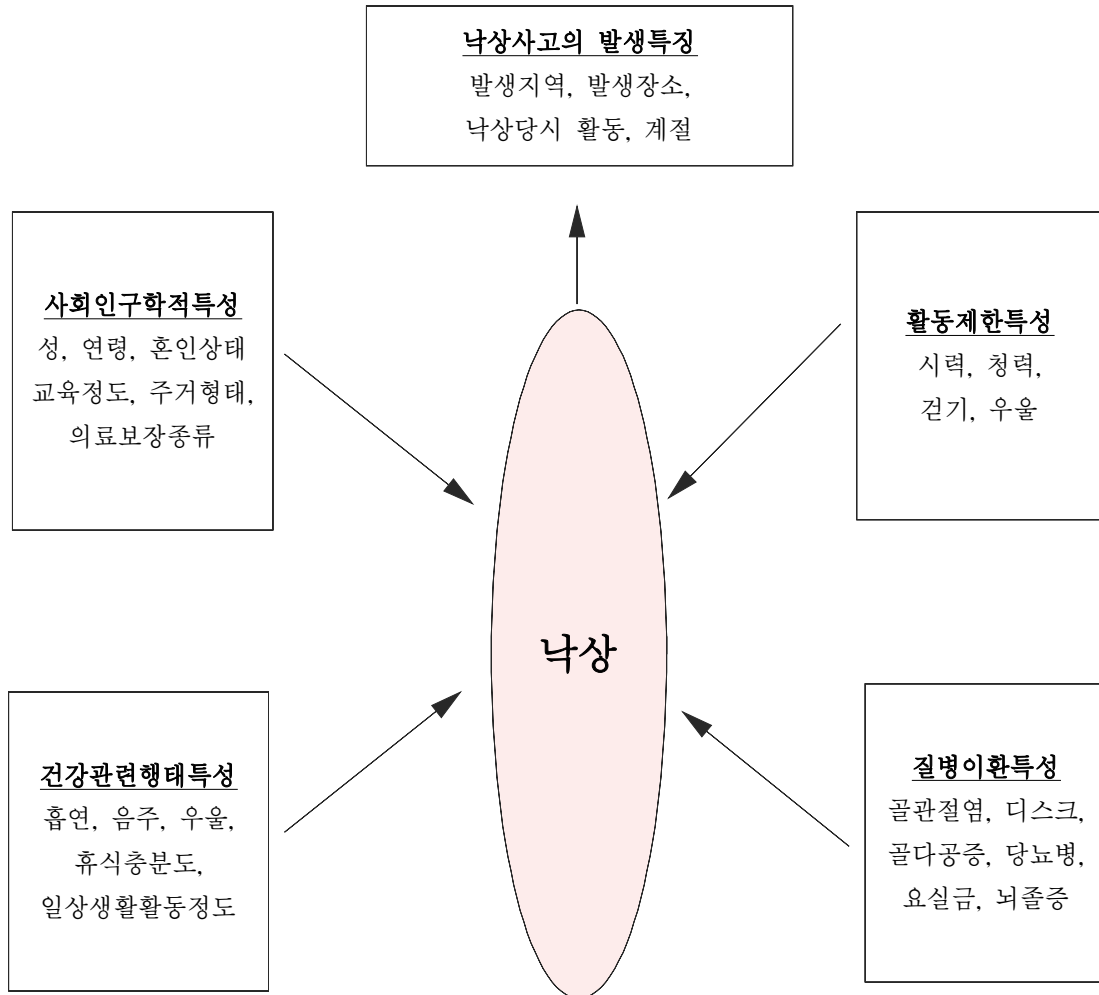 낙상사고의 발생특징
발생지역, 발생장소,
낙상당시 활동, 계절
사회인구학적특성
성, 연령, 혼인상태
교육정도, 주거형태,
의료보장종류
활동제한특성
시력, 청력,
걷기, 우울
낙상
건강관련행태특성
흡연, 음주, 우울,
휴식충분도,
일상생활활동정도
질병이환특성
골관절염, 디스크,
골다공증, 당뇨병,
요실금, 뇌졸증